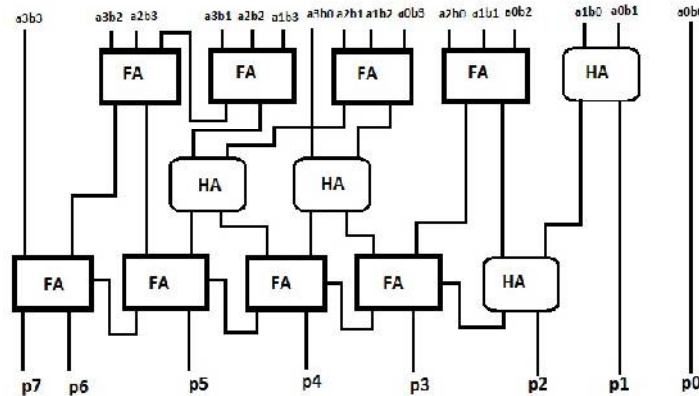 a3b3 a3b2 a2b3 a3b1 a2b2 a1b3 a3b0 a2b1 a1b2 a0b3 a2b0 a1b1 a0b2 a1b0 a0b1 a0b0
FA FA FA FA HA
HA HA
FA FA FA FA HA
p7 p6 p5 p4 p3 p2 p1 p0